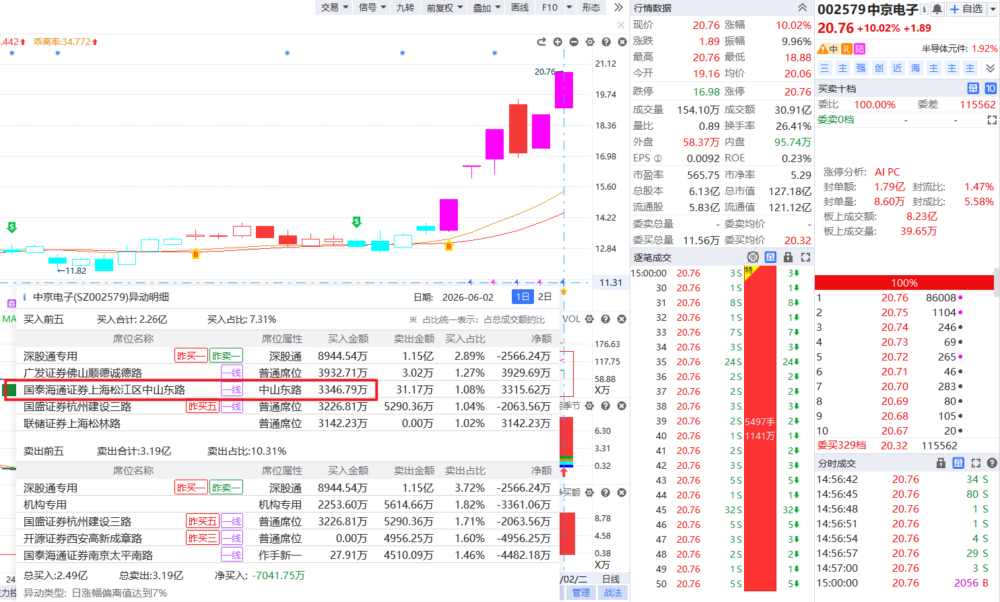 交易 信号 九转 前复权 叠加 画线 F10 形态
.442 乖离率:34.772
20.76
←11.82
21.12
19.74
18.36
16.98
15.60
14.22
12.84
11.31
S
B
S
B
中京电子(SZ002579)异动明细 日期: 2026-06-02 1日 2日
买入前五 买入合计: 2.26亿 买入占比: 7.31% ※ 占比统一表示: 占总成交额的比
席位名称 席位属性 买入金额 卖出金额 买入占比 净额
深股通专用 昨买一 昨卖一 深股通 8944.54万 1.15亿 2.89% -2566.24万
广发证券佛山顺德诚德路 一线 普通席位 3932.71万 3.02万 1.27% 3929.69万
国泰海通证券上海松江区中山东路 一线 中山东路 3346.79万 31.17万 1.08% 3315.62万
国盛证券杭州建设三路 昨买五 一线 普通席位 3226.81万 5290.36万 1.04% -2063.56万
联储证券上海松林路 普通席位 3142.23万 0.00万 1.02% 3142.23万
卖出前五 卖出合计:3.19亿 卖出占比:10.31%
席位名称 席位属性 买入金额 卖出金额 卖出占比 净额
深股通专用 昨买一 昨卖一 深股通 8944.54万 1.15亿 3.72% -2566.24万
机构专用 机构专用 2253.60万 5614.66万 1.82% -3361.06万
国盛证券杭州建设三路 昨买五 一线 普通席位 3226.81万 5290.36万 1.71% -2063.56万
开源证券西安高新成章路 昨买三 一线 普通席位 0.00万 4956.25万 1.60% -4956.25万
国泰海通证券南京太平南路 一线 作手新一 27.91万 4510.09万 1.46% -4482.18万
总买入:2.49亿 总卖出:3.19亿 净买入: -7041.75万
异动类型: 日涨幅偏离值达到7%
MA
24
力控
VOL
176.63
117.75
58.88
X万
季节
6.30
3.31
0.32
买额
8.78
4.58
0.38
X万
/02/二 日线
管理 战法
行情数据
现价 20.76 涨幅 10.02%
涨跌 1.89 振幅 9.96%
最高 20.76 最低 18.88
今开 19.16 均价 20.06
跌停 16.98 涨停 20.76
成交量 154.10万 成交额 30.91亿
量比 0.89 换手率 26.41%
外盘 58.37万 内盘 95.74万
EPS ① 0.0092 ROE 0.23%
市盈率 565.75 市净率 5.29
总股本 6.13亿 总市值 127.18亿
流通股 5.83亿 流通值 121.12亿
委卖总量 - 委卖均价 -
委买总量 11.56万 委买均价 20.32
逐笔成交 单 量
15:00:00 20.76 3 S 特 3
30 20.76 1 S 1
31 20.76 8 S 8
32 20.76 1 S 1
33 20.76 7 S 7
34 20.76 3 S 3
35 20.76 24 S 24
36 20.76 2 S 2
37 20.76 2 S 2
38 20.76 3 S 3
39 20.76 2 S 5497手 2
40 20.76 1 S 1141万 1
41 20.76 2 S 2
42 20.76 3 S 3
43 20.76 5 S 5
44 20.76 1 S 1
45 20.76 32 S 32
46 20.76 5 S 5
47 20.76 3 S 3
48 20.76 2 S 2
49 20.76 1 S 1
50 20.76 5 S 5
002579 中京电子 自选
20.76 +10.02% +1.89
中 R 陆 半导体元件: 1.92%
三 主 强 创 近 海 主 主 主
买卖十档 量 10
委比 100.00% 委差 115562
委卖0档 - -
涨停分析: AI PC
封单额: 1.79亿 封流比: 1.47%
封单量: 8.60万 封成比: 5.58%
板上成交额: 8.23亿
板上成交量: 39.65万
100%
1 20.76 86008
2 20.75 1104
3 20.74 246
4 20.73 69
5 20.72 265
6 20.71 46
7 20.70 283
8 20.69 80
9 20.68 105
10 20.67 20
委买329档 20.32 115562
分时成交 量
14:56:42 20.76 34 S
14:56:45 20.76 80 S
14:56:48 20.76 1 S
14:56:51 20.76 1 S
14:56:54 20.76 4 S
14:56:57 20.76 29 S
14:57:00 20.76 3 S
15:00:00 20.76 2056 B